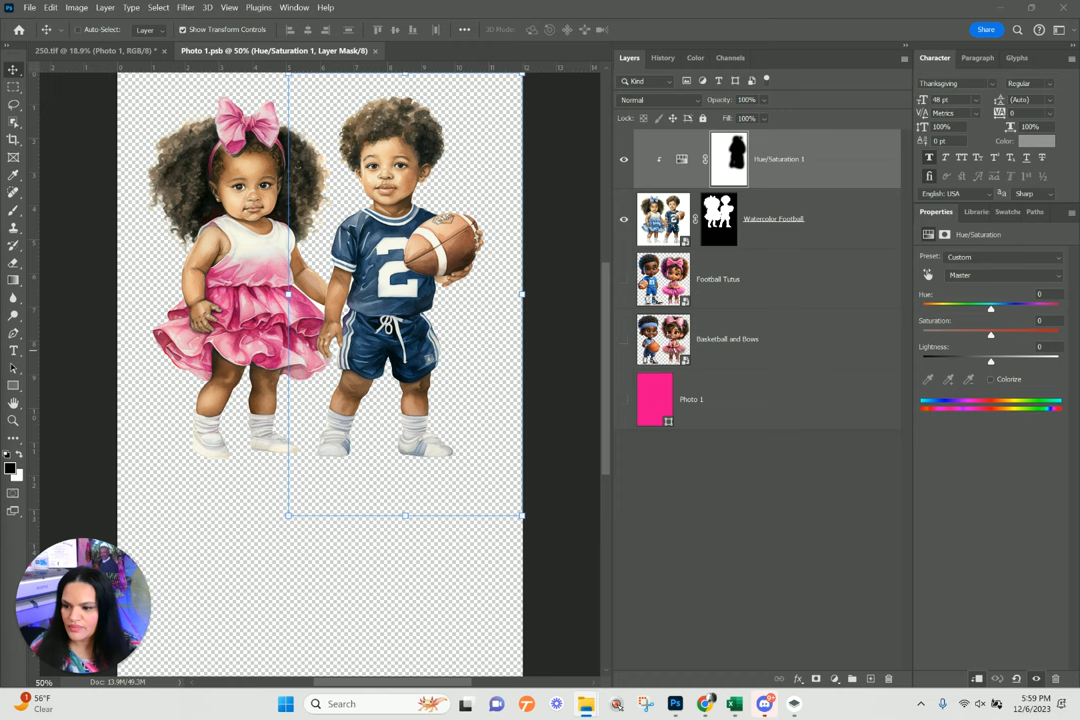 File Edit Image Layer Type Select Filter 3D View Plugins Window Help
Auto-Select: Layer Show Transform Controls 3D Mode: Share
250.tif @ 18.9% (Photo 1, RGB/8) * × Photo 1.psb @ 50% (Hue/Saturation 1, Layer Mask/8) ×
Layers History Color Channels
Kind
Normal Opacity: 100%
Lock: Fill: 100%
Hue/Saturation 1
Watercolor Football
Football Tutus
Basketball and Bows
Photo 1
Character Paragraph Glyphs
Thanksgiving Regular
48 pt (Auto)
Metrics 0
100% 100%
0 pt Color:
English: USA Sharp
Properties Libraries Swatches Paths
Hue/Saturation
Preset: Custom
Master
Hue: 0
Saturation: 0
Lightness: 0
Colorize
2
50% Doc: 13.9M/49.3M
56°F
Clear
Search
5:59 PM
12/6/2023